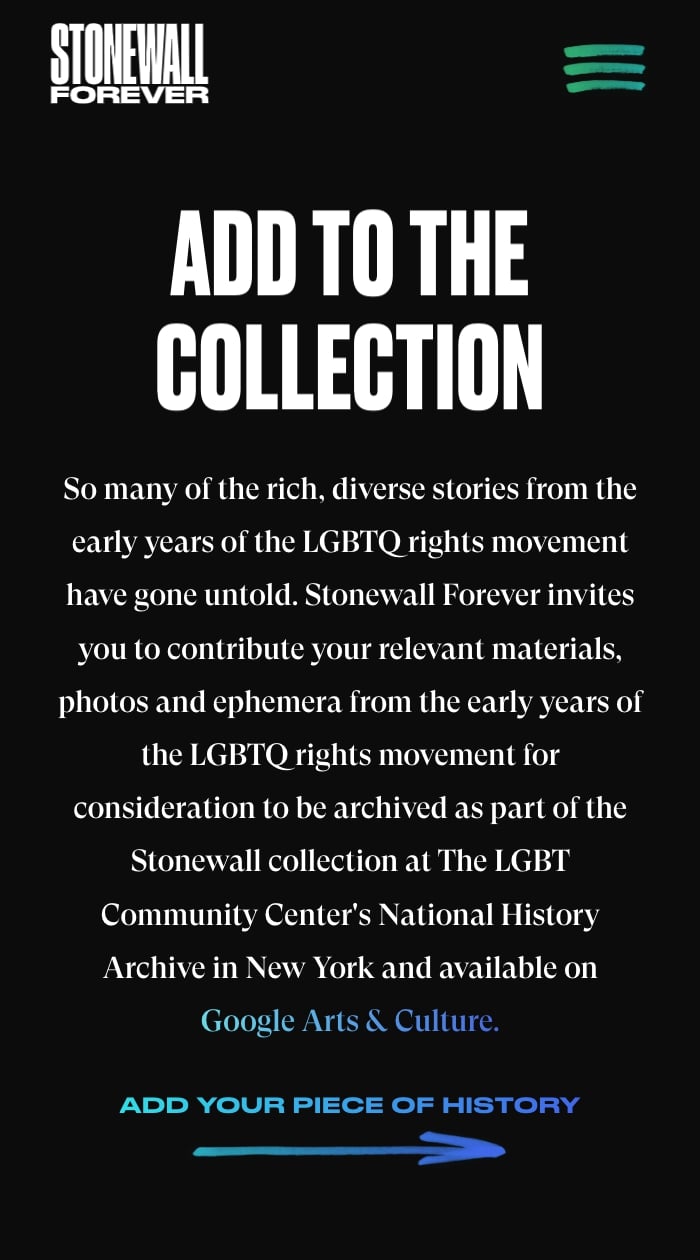 STONEWALL
FOREVER
ADD TO THE
COLLECTION
So many of the rich, diverse stories from the
early years of the LGBTQ rights movement
have gone untold. Stonewall Forever invites
you to contribute your relevant materials,
photos and ephemera from the early years of
the LGBTQ rights movement for
consideration to be archived as part of the
Stonewall collection at The LGBT
Community Center's National History
Archive in New York and available on
Google Arts & Culture.
ADD YOUR PIECE OF HISTORY